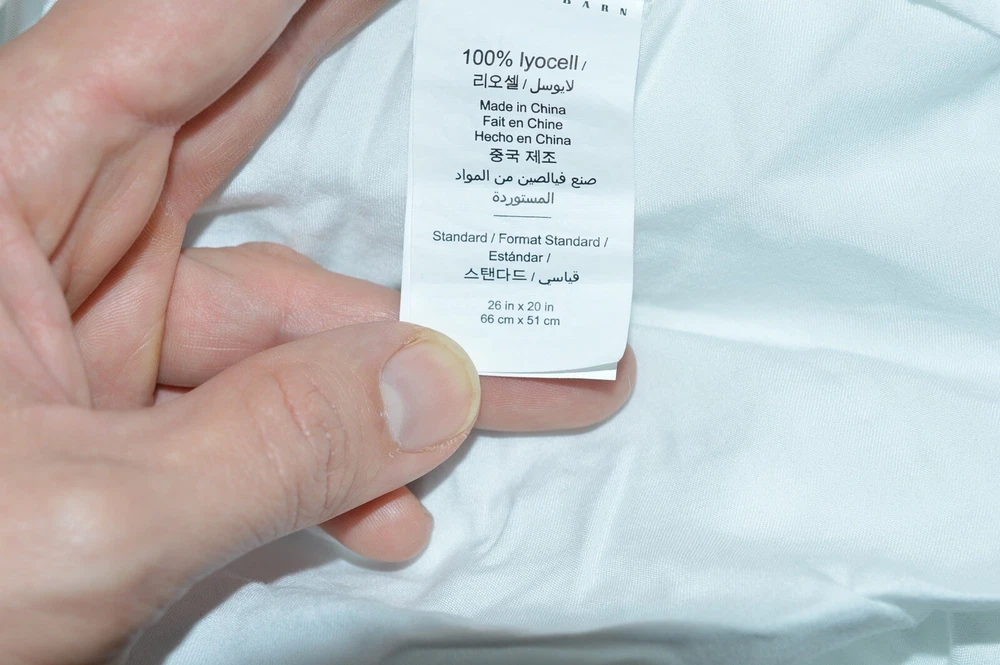 BARN
100% lyocell /
리오셀 / لايوسل
Made in China
Fait en Chine
Hecho en China
중국 제조
صنع فيالصين من المواد
المستوردة
Standard / Format Standard /
Estándar /
스탠다드 / قياسي
26 in x 20 in
66 cm x 51 cm